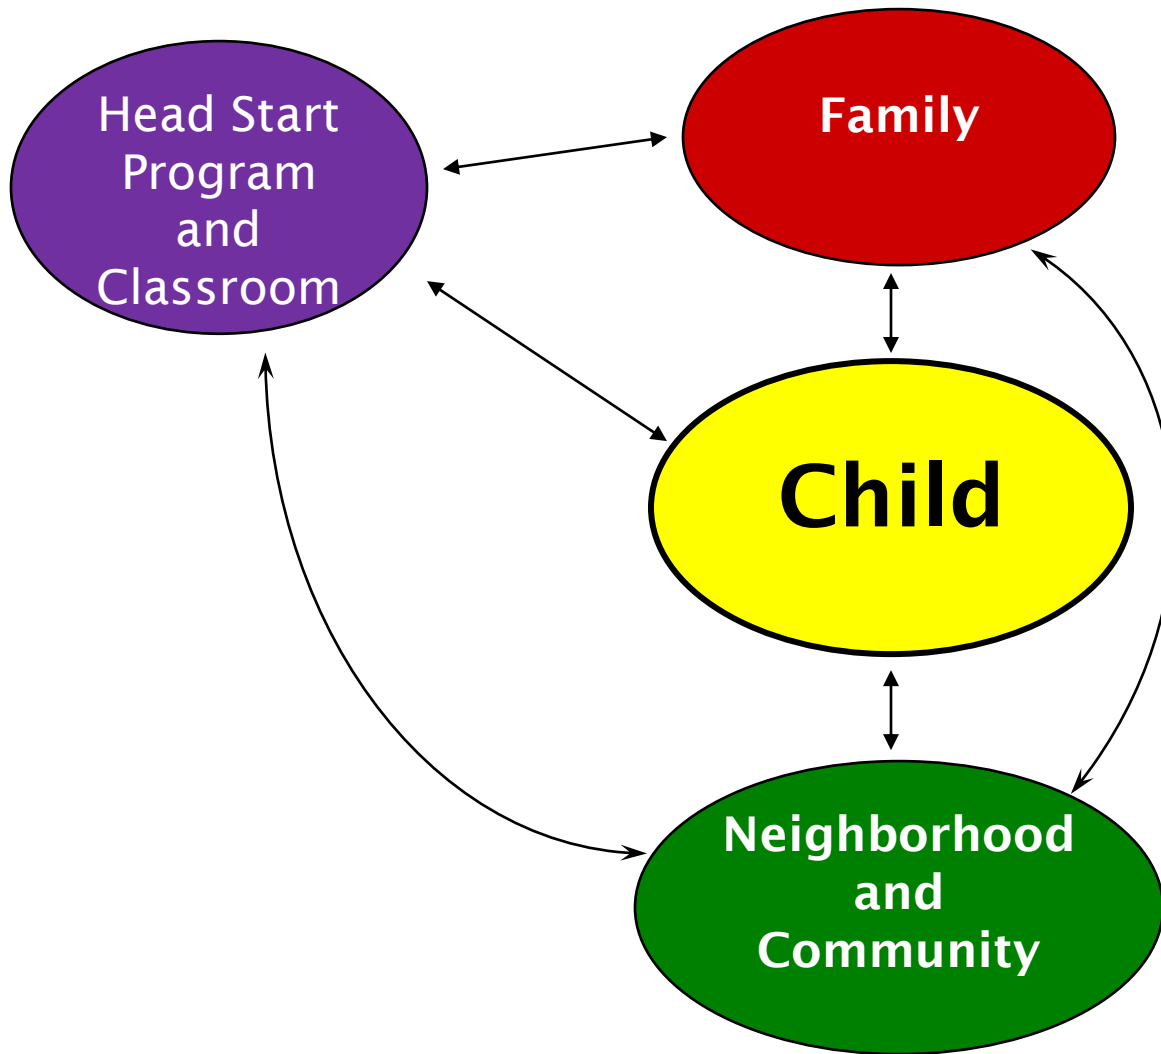 Head Start
Program
and
Classroom
Family
Child
Neighborhood
and
Community